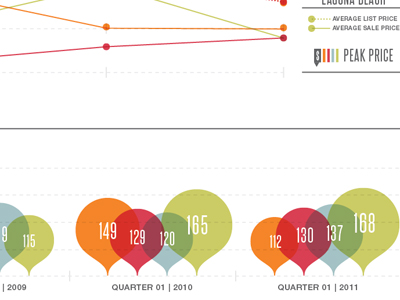 LAGUNA BEACH
AVERAGE LIST PRICE
AVERAGE SALE PRICE
$ PEAK PRICE
9 115
149 129 120 165
112 130 137 168
| 2009
QUARTER 01 | 2010
QUARTER 01 | 2011